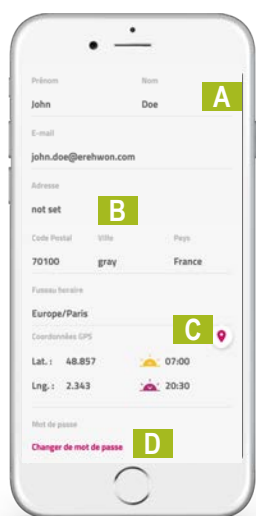 Prénom Nom A
John Doe
E-mail
john.doe@erehwon.com
Adresse
not set B
Code Postal Ville Pays
70100 gray France
Fuseau horaire
Europe/Paris
Coordonnées GPS C
Lat. : 48.857 07:00
Lng. : 2.343 20:30
Mot de passe
Changer de mot de passe D